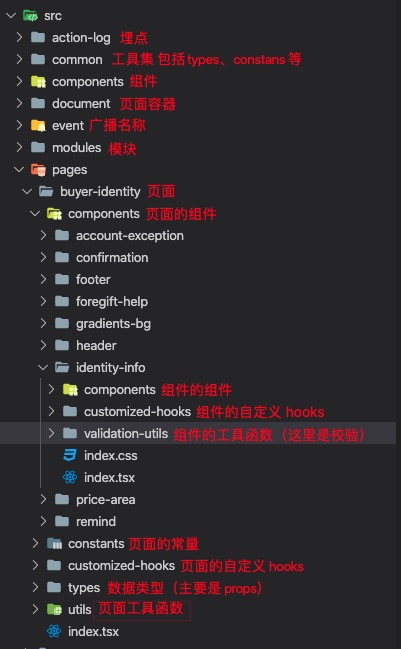 src
action-log 埋点
common 工具集 包括types、constans 等
components 组件
document 页面容器
event 广播名称
modules 模块
pages
buyer-identity 页面
components 页面的组件
account-exception
confirmation
footer
foregift-help
gradients-bg
header
identity-info
components 组件的组件
customized-hooks 组件的自定义 hooks
validation-utils 组件的工具函数（这里是校验）
index.css
index.tsx
price-area
remind
constants 页面的常量
customized-hooks 页面的自定义 hooks
types 数据类型（主要是 props）
utils 页面工具函数
index.tsx